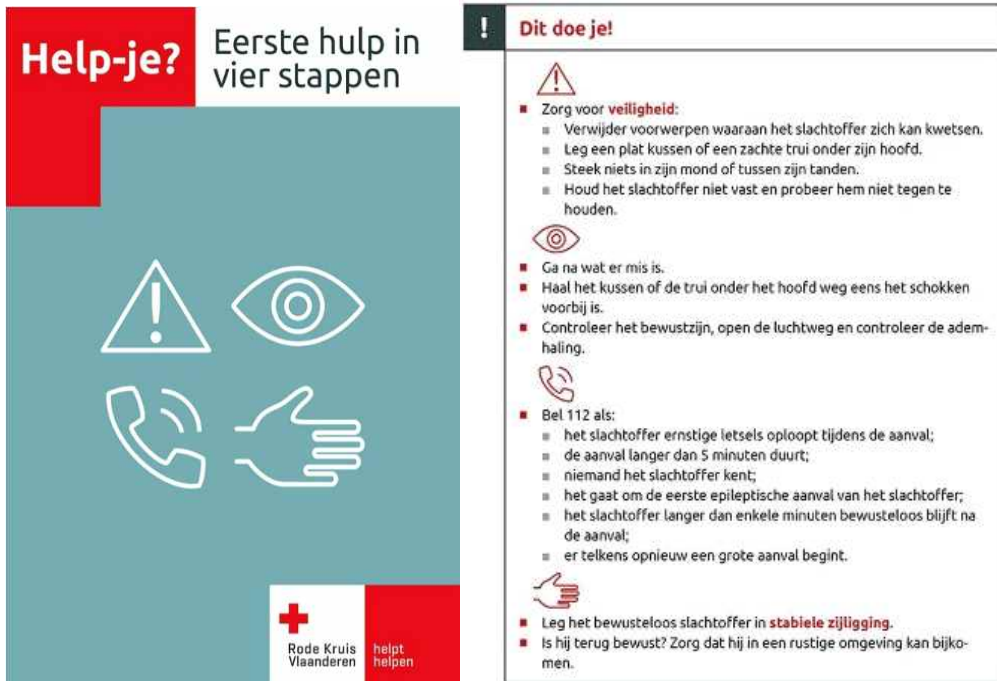 Help-je?
Eerste hulp in
vier stappen
Rode Kruis
Vlaanderen
helpt
helpen
!
Dit doe je!
Zorg voor veiligheid:
Verwijder voorwerpen waaraan het slachtoffer zich kan kwetsen.
Leg een plat kussen of een zachte trui onder zijn hoofd.
Steek niets in zijn mond of tussen zijn tanden.
Houd het slachtoffer niet vast en probeer hem niet tegen te
houden.
Ga na wat er mis is.
Haal het kussen of de trui onder het hoofd weg eens het schokken
voorbij is.
Controleer het bewustzijn, open de luchtweg en controleer de adem-
haling.
Bel 112 als:
het slachtoffer ernstige letsels oploopt tijdens de aanval;
de aanval langer dan 5 minuten duurt;
niemand het slachtoffer kent;
het gaat om de eerste epileptische aanval van het slachtoffer;
het slachtoffer langer dan enkele minuten bewusteloos blijft na
de aanval;
er telkens opnieuw een grote aanval begint.
Leg het bewusteloos slachtoffer in stabiele zijligging.
Is hij terug bewust? Zorg dat hij in een rustige omgeving kan bijko-
men.